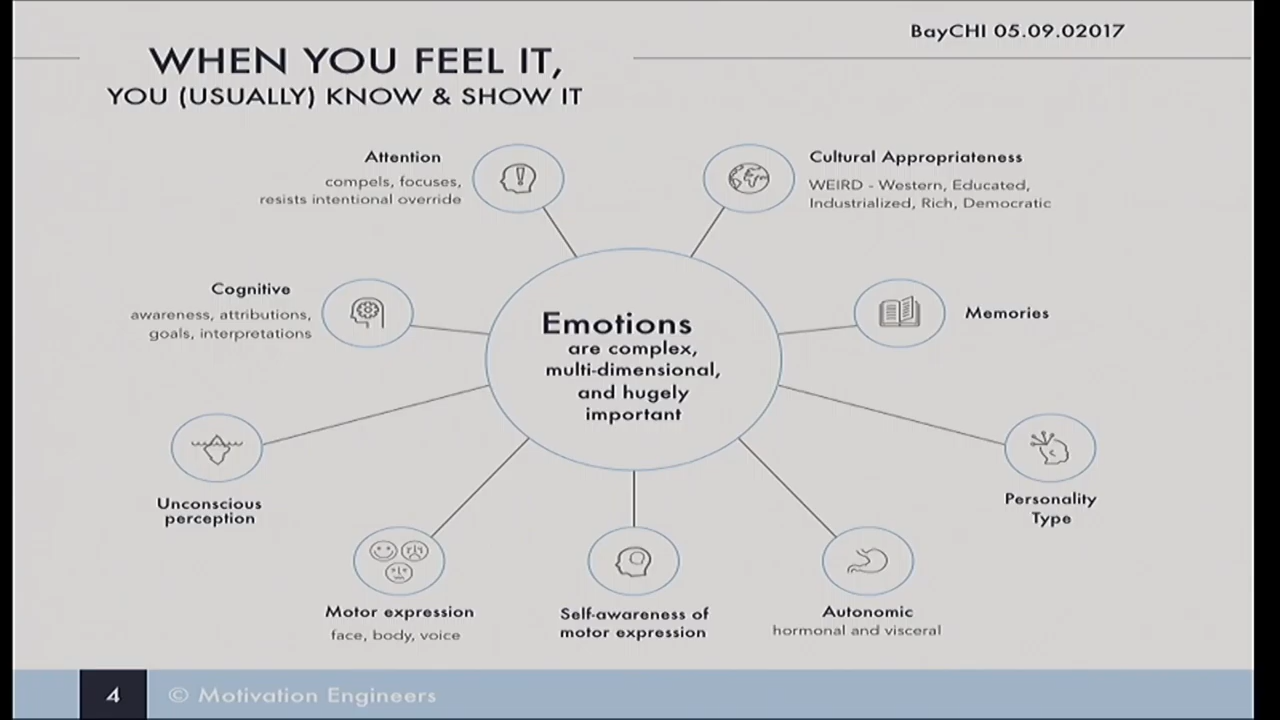 BayCHI 05.09.02017
WHEN YOU FEEL IT,
YOU (USUALLY) KNOW & SHOW IT
Attention
compels, focuses,
resists intentional override
Cultural Appropriateness
WEIRD - Western, Educated,
Industrialized, Rich, Democratic
Cognitive
awareness, attributions,
goals, interpretations
Emotions
are complex,
multi-dimensional,
and hugely
important
Memories
Unconscious
perception
Personality
Type
Motor expression
face, body, voice
Self-awareness of
motor expression
Autonomic
hormonal and visceral
4
© Motivation Engineers